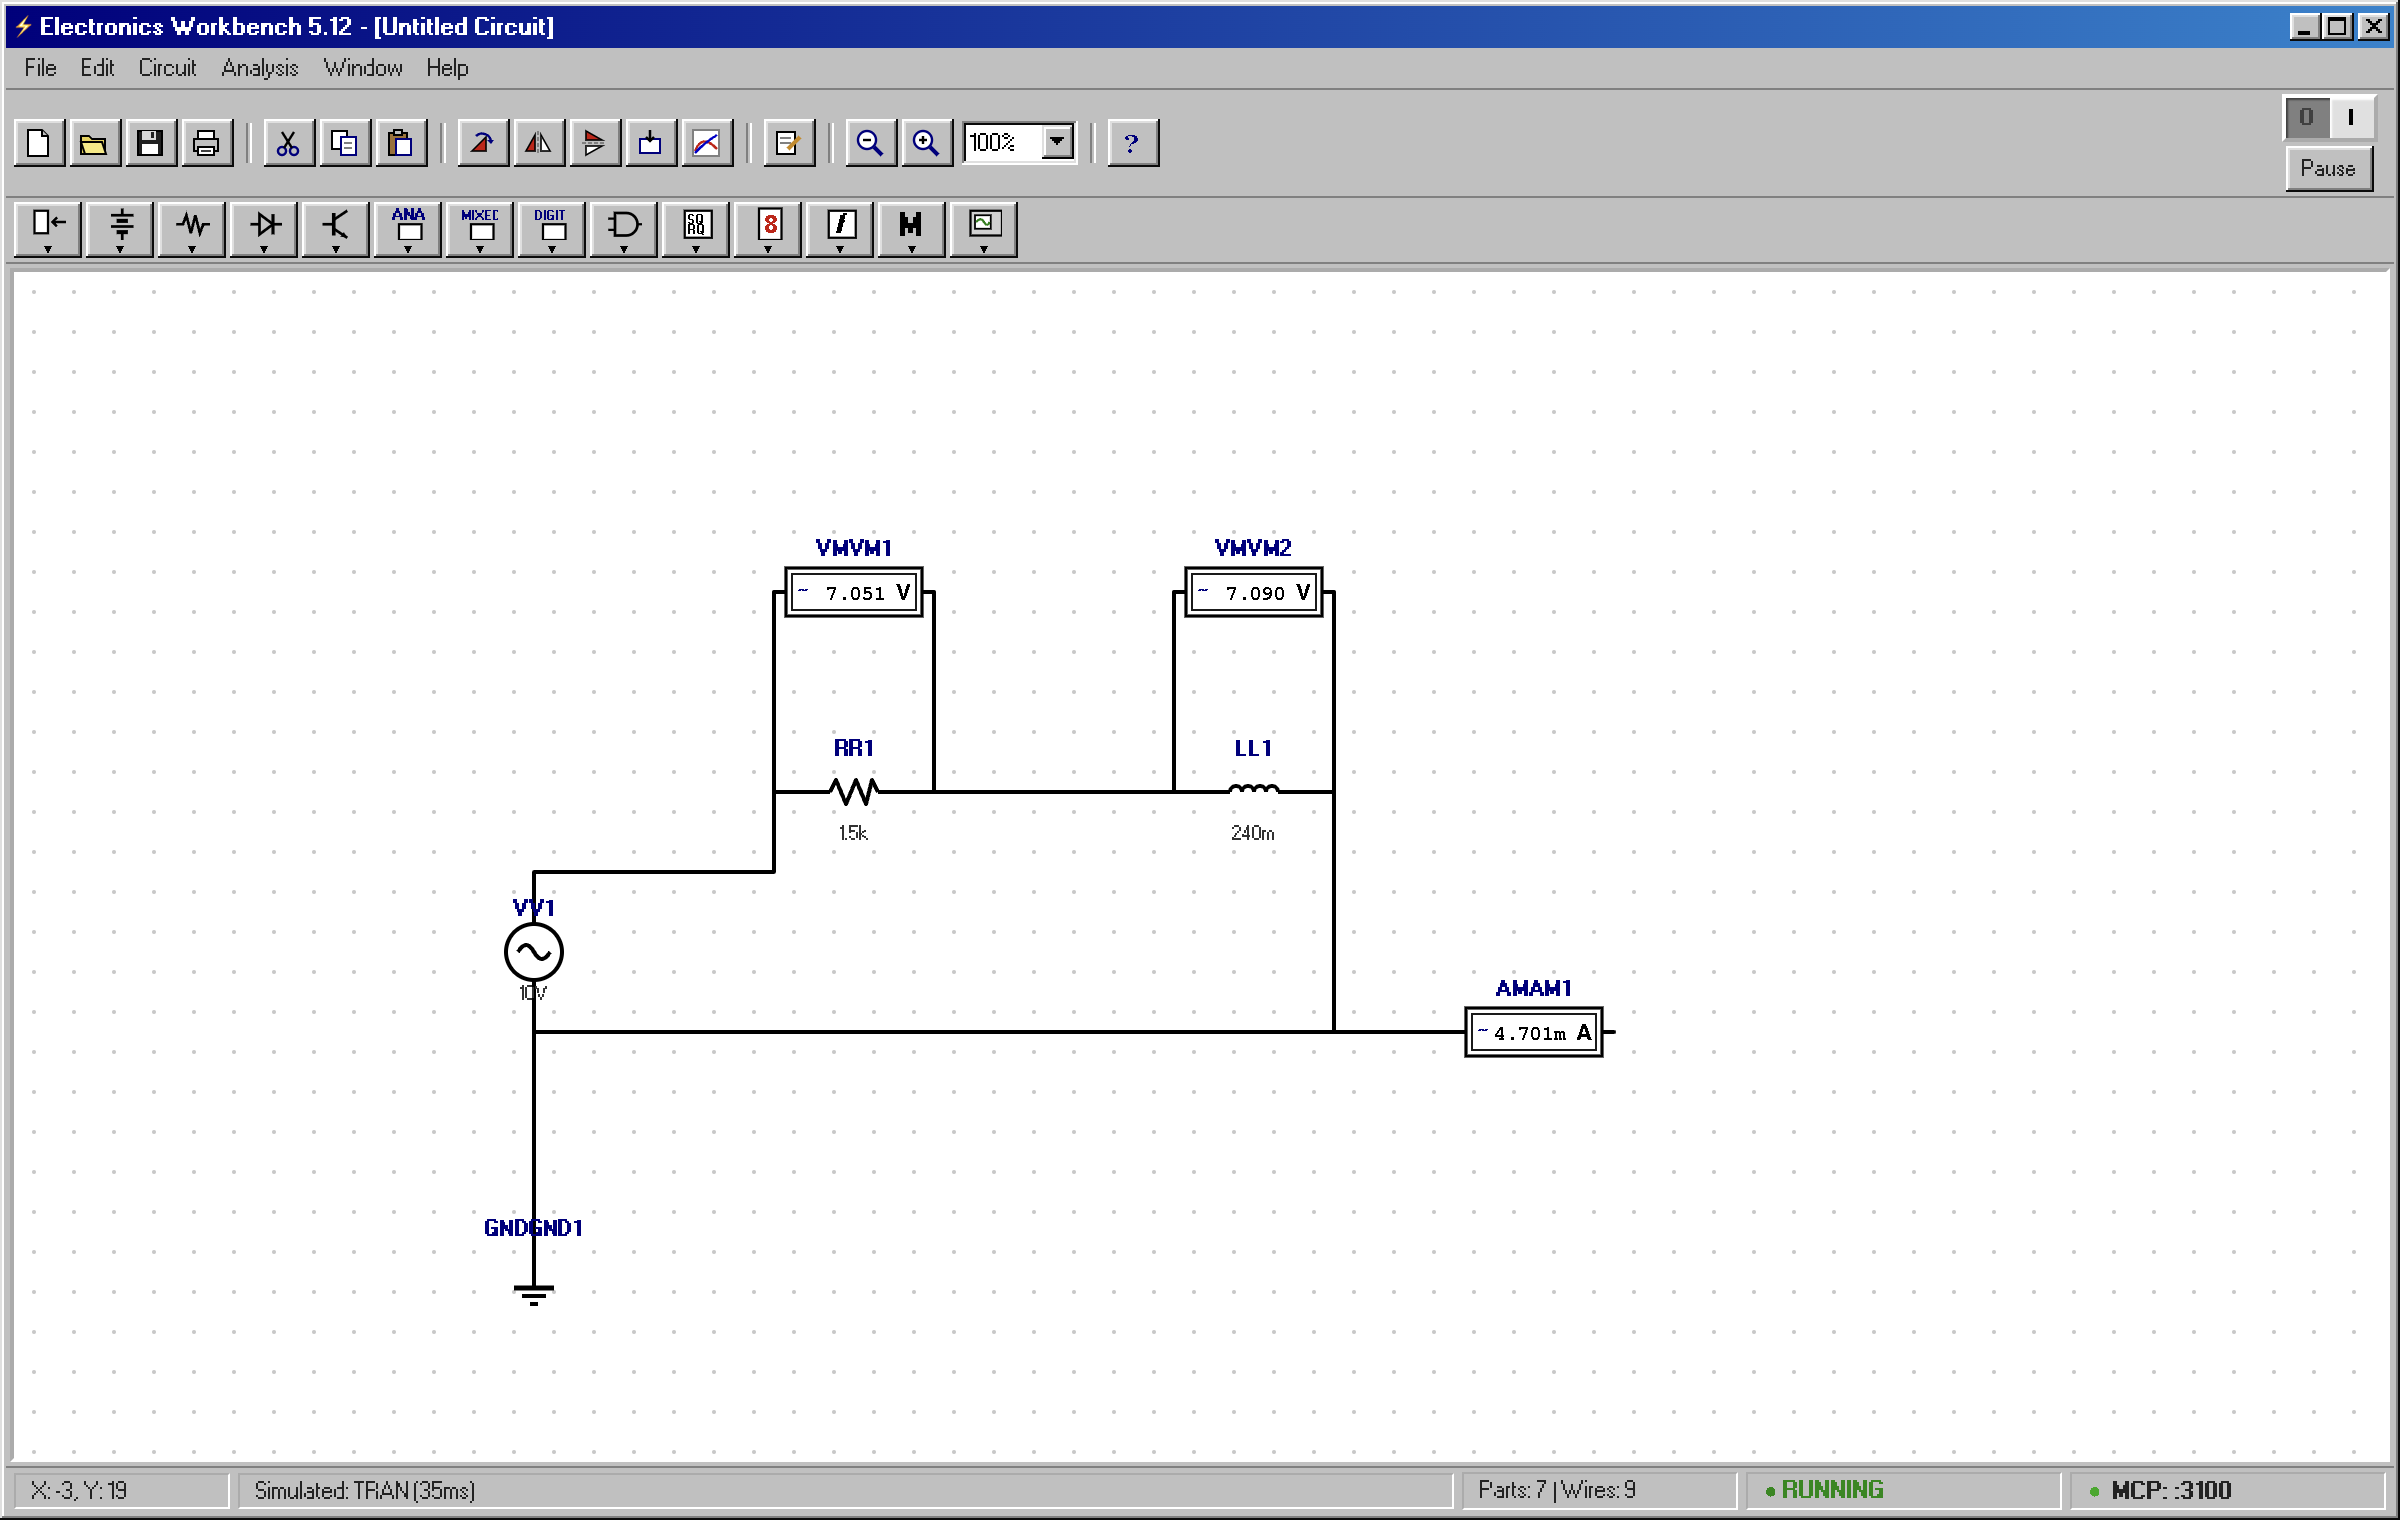 Electronics Workbench 5.12 - [Untitled Circuit]
File Edit Circuit Analysis Window Help
0 I
100% ?
Pause
ANA MIXED DIGIT SQ RQ 8 I M
VMVM1 VMVM2
~ 7.051 V ~ 7.090 V
RR1 LL1
1.5k 240m
VV1
10V
AMAM1
~ 4.701m A
GNDGND1
X: -3, Y: 19 Simulated: TRAN (35ms) Parts: 7 | Wires: 9 ● RUNNING ● MCP: :3100